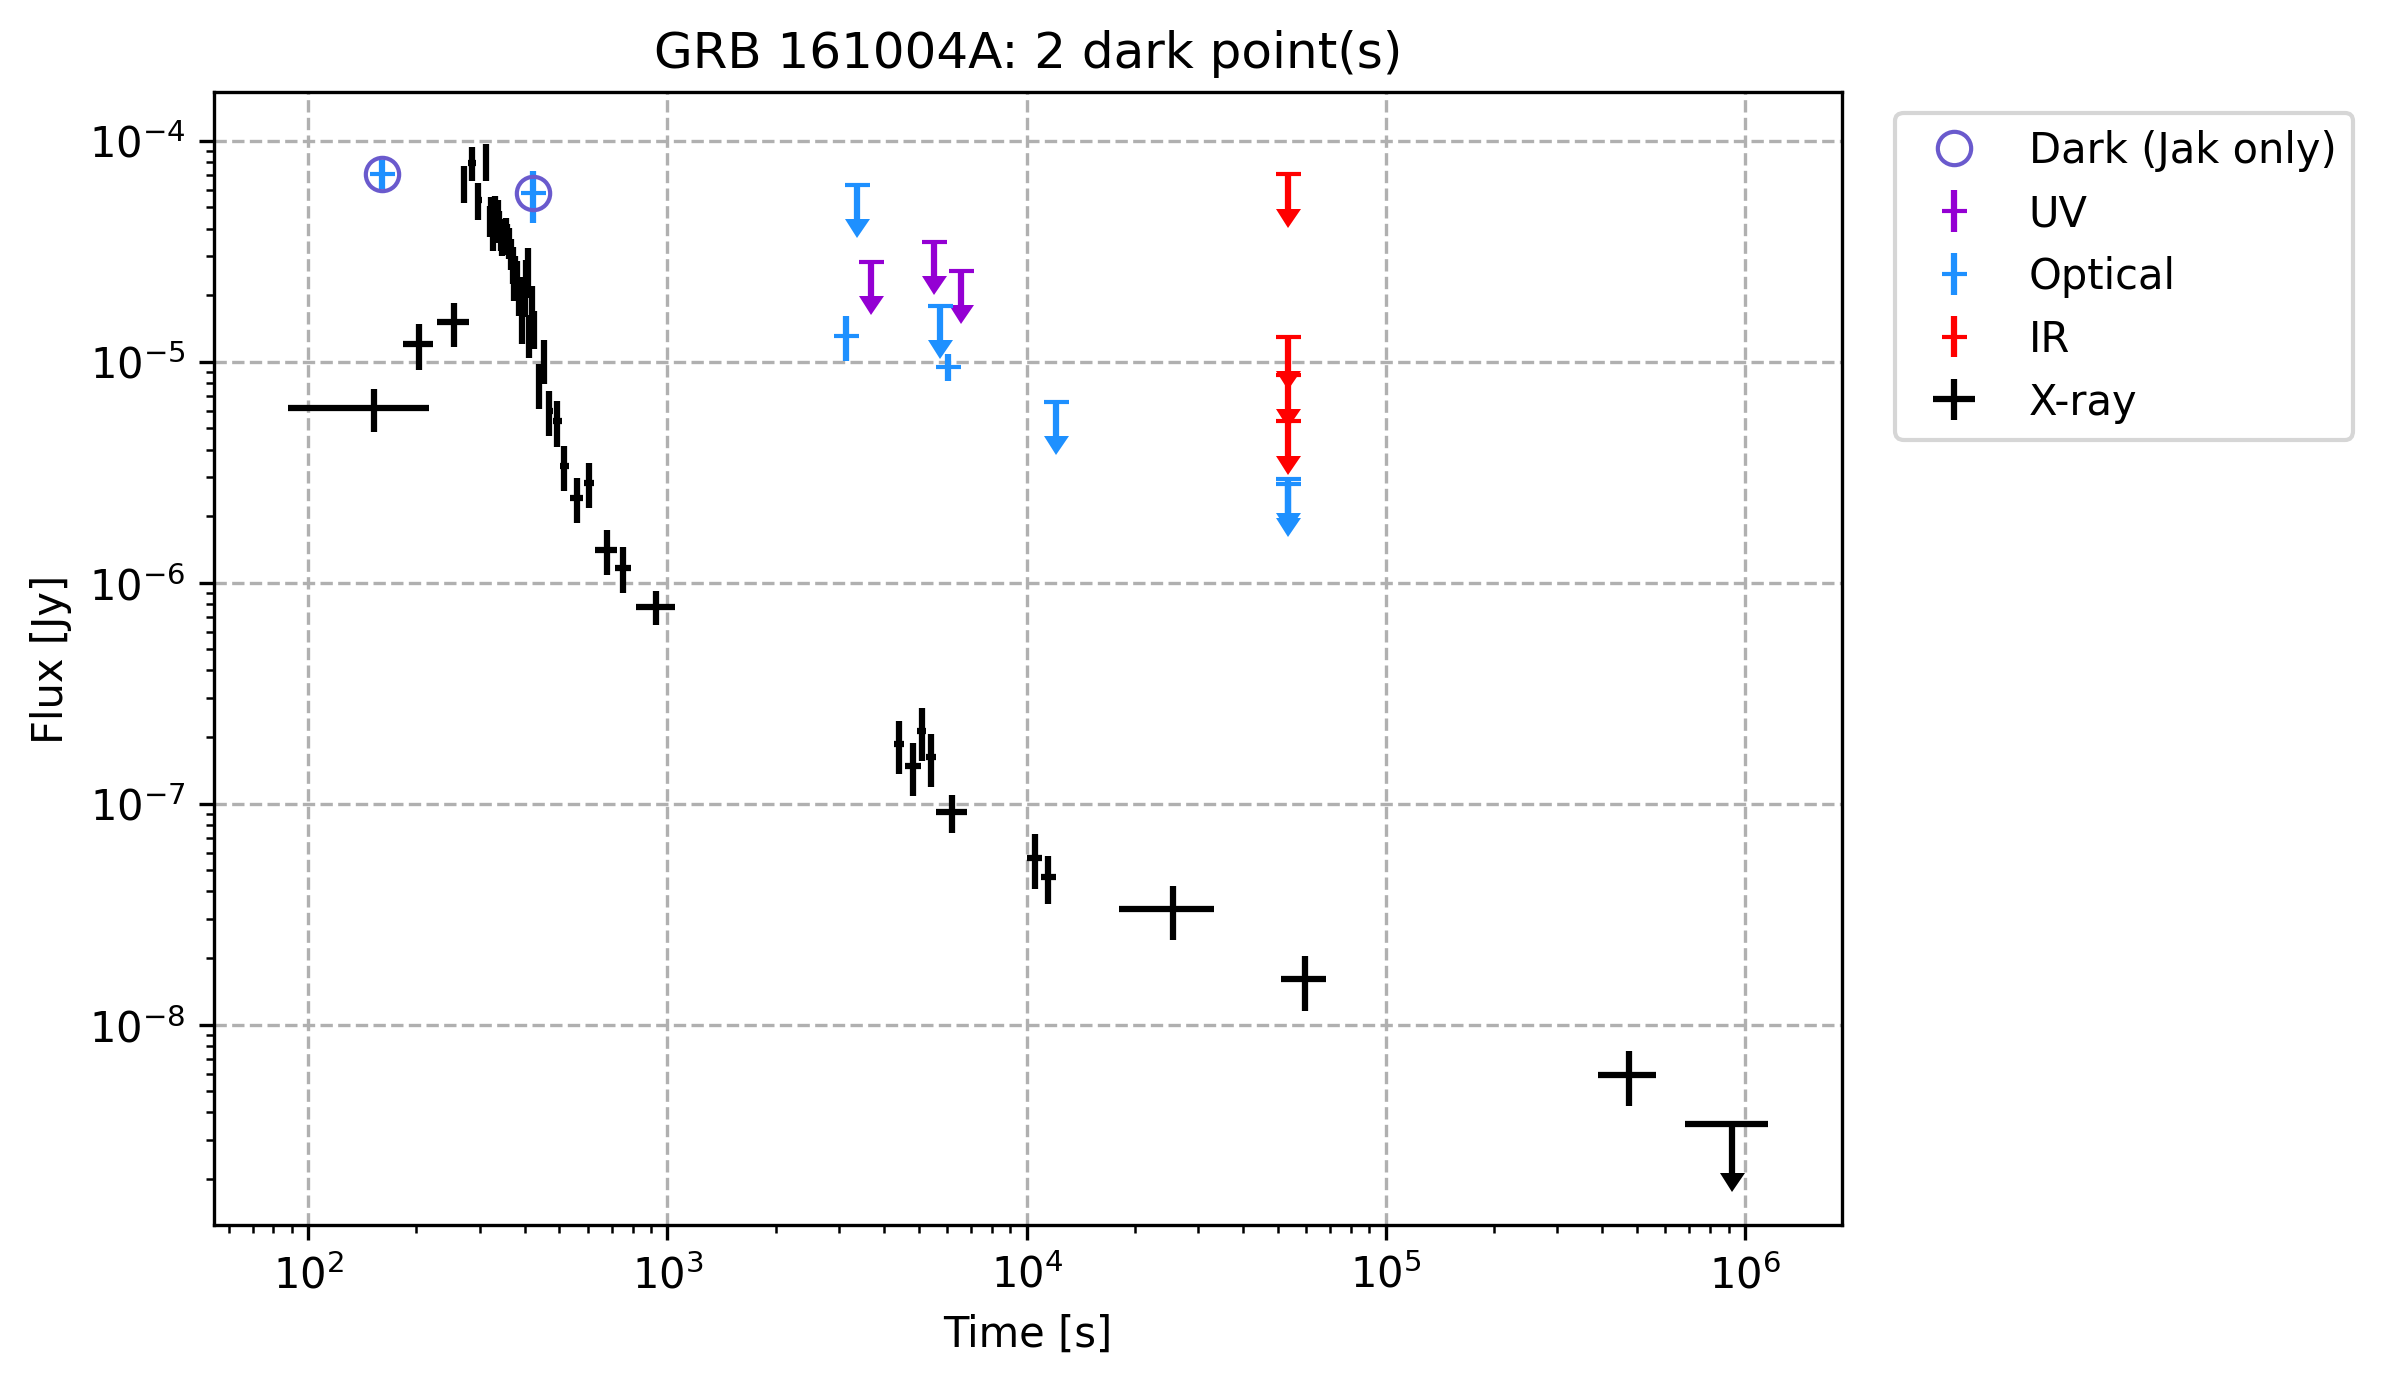 GRB 161004A: 2 dark point(s)
10⁻⁴
10⁻⁵
10⁻⁶
10⁻⁷
10⁻⁸
Flux [Jy]
10² 10³ 10⁴ 10⁵ 10⁶
Time [s]
Dark (Jak only)
UV
Optical
IR
X-ray